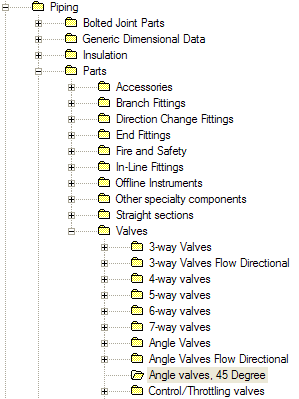 Piping
Bolted Joint Parts
Generic Dimensional Data
Insulation
Parts
Accessories
Branch Fittings
Direction Change Fittings
End Fittings
Fire and Safety
In-Line Fittings
Offline Instruments
Other specialty components
Straight sections
Valves
3-way Valves
3-way Valves Flow Directional
4-way valves
5-way valves
6-way valves
7-way valves
Angle Valves
Angle Valves Flow Directional
Angle valves, 45 Degree
Control/Throttling valves